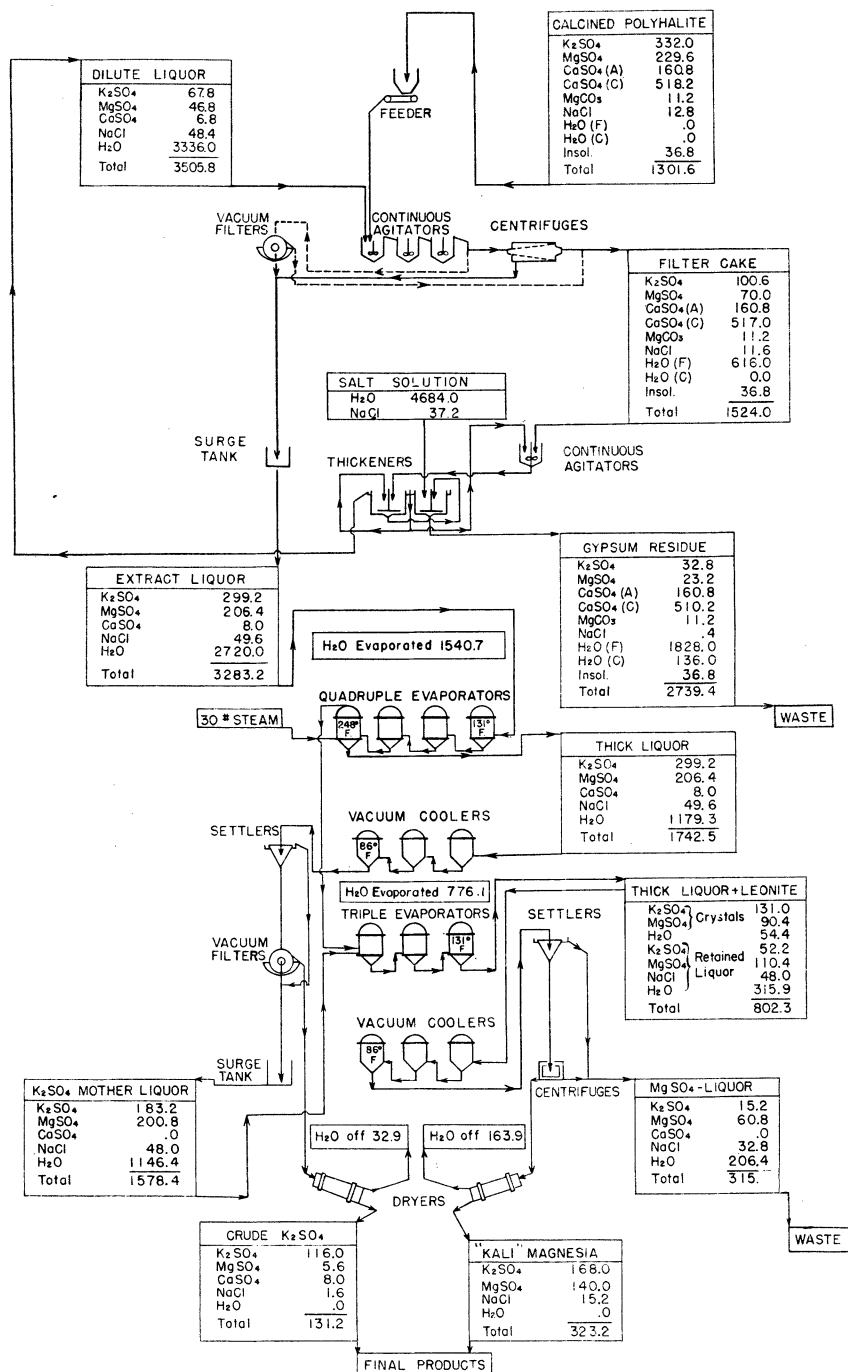 CALCINED POLYHALITE
K₂SO₄ 332.0
MgSO₄ 229.6
CaSO₄ (A) 160.8
CaSO₄ (C) 518.2
MgCO₃ 11.2
NaCl 12.8
H₂O (F) .0
H₂O (C) .0
Insol. 36.8
Total 1301.6
DILUTE LIQUOR
K₂SO₄ 67.8
MgSO₄ 46.8
CaSO₄ 6.8
NaCl 48.4
H₂O 3336.0
Total 3505.8
FEEDER
VACUUM
FILTERS
CONTINUOUS
AGITATORS
CENTRIFUGES
FILTER CAKE
K₂SO₄ 100.6
MgSO₄ 70.0
CaSO₄ (A) 160.8
CaSO₄ (C) 517.0
MgCO₃ 11.2
NaCl 11.6
H₂O (F) 616.0
H₂O (C) 0.0
Insol. 36.8
Total 1524.0
SALT SOLUTION
H₂O 4684.0
NaCl 37.2
SURGE
TANK
THICKENERS
CONTINUOUS
AGITATORS
GYPSUM RESIDUE
K₂SO₄ 32.8
MgSO₄ 23.2
CaSO₄ (A) 160.8
CaSO₄ (C) 510.2
MgCO₃ 11.2
NaCl .4
H₂O (F) 1828.0
H₂O (C) 136.0
Insol. 36.8
Total 2739.4
WASTE
EXTRACT LIQUOR
K₂SO₄ 299.2
MgSO₄ 206.4
CaSO₄ 8.0
NaCl 49.6
H₂O 2720.0
Total 3283.2
H₂O Evaporated 1540.7
QUADRUPLE EVAPORATORS
30 # STEAM
248°
F.
131°
F.
THICK LIQUOR
K₂SO₄ 299.2
MgSO₄ 206.4
CaSO₄ 8.0
NaCl 49.6
H₂O 1179.3
Total 1742.5
VACUUM COOLERS
86°
F
SETTLERS
H₂O Evaporated 776.1
TRIPLE EVAPORATORS
131°
F
SETTLERS
THICK LIQUOR+LEONITE
K₂SO₄ 131.0
MgSO₄ Crystals 90.4
H₂O 54.4
K₂SO₄ 52.2
MgSO₄ Retained 110.4
NaCl Liquor 48.0
H₂O 315.9
Total 802.3
VACUUM
FILTERS
VACUUM COOLERS
86°
F
SURGE
TANK
CENTRIFUGES
K₂SO₄ MOTHER LIQUOR
K₂SO₄ 183.2
MgSO₄ 200.8
CaSO₄ .0
NaCl 48.0
H₂O 1146.4
Total 1578.4
H₂O off 32.9
H₂O off 163.9
MgSO₄-LIQUOR
K₂SO₄ 15.2
MgSO₄ 60.8
CaSO₄ .0
NaCl 32.8
H₂O 206.4
Total 315.
WASTE
DRYERS
CRUDE K₂SO₄
K₂SO₄ 116.0
MgSO₄ 5.6
CaSO₄ 8.0
NaCl 1.6
H₂O .0
Total 131.2
"KALI" MAGNESIA
K₂SO₄ 168.0
MgSO₄ 140.0
NaCl 15.2
H₂O .0
Total 323.2
FINAL PRODUCTS